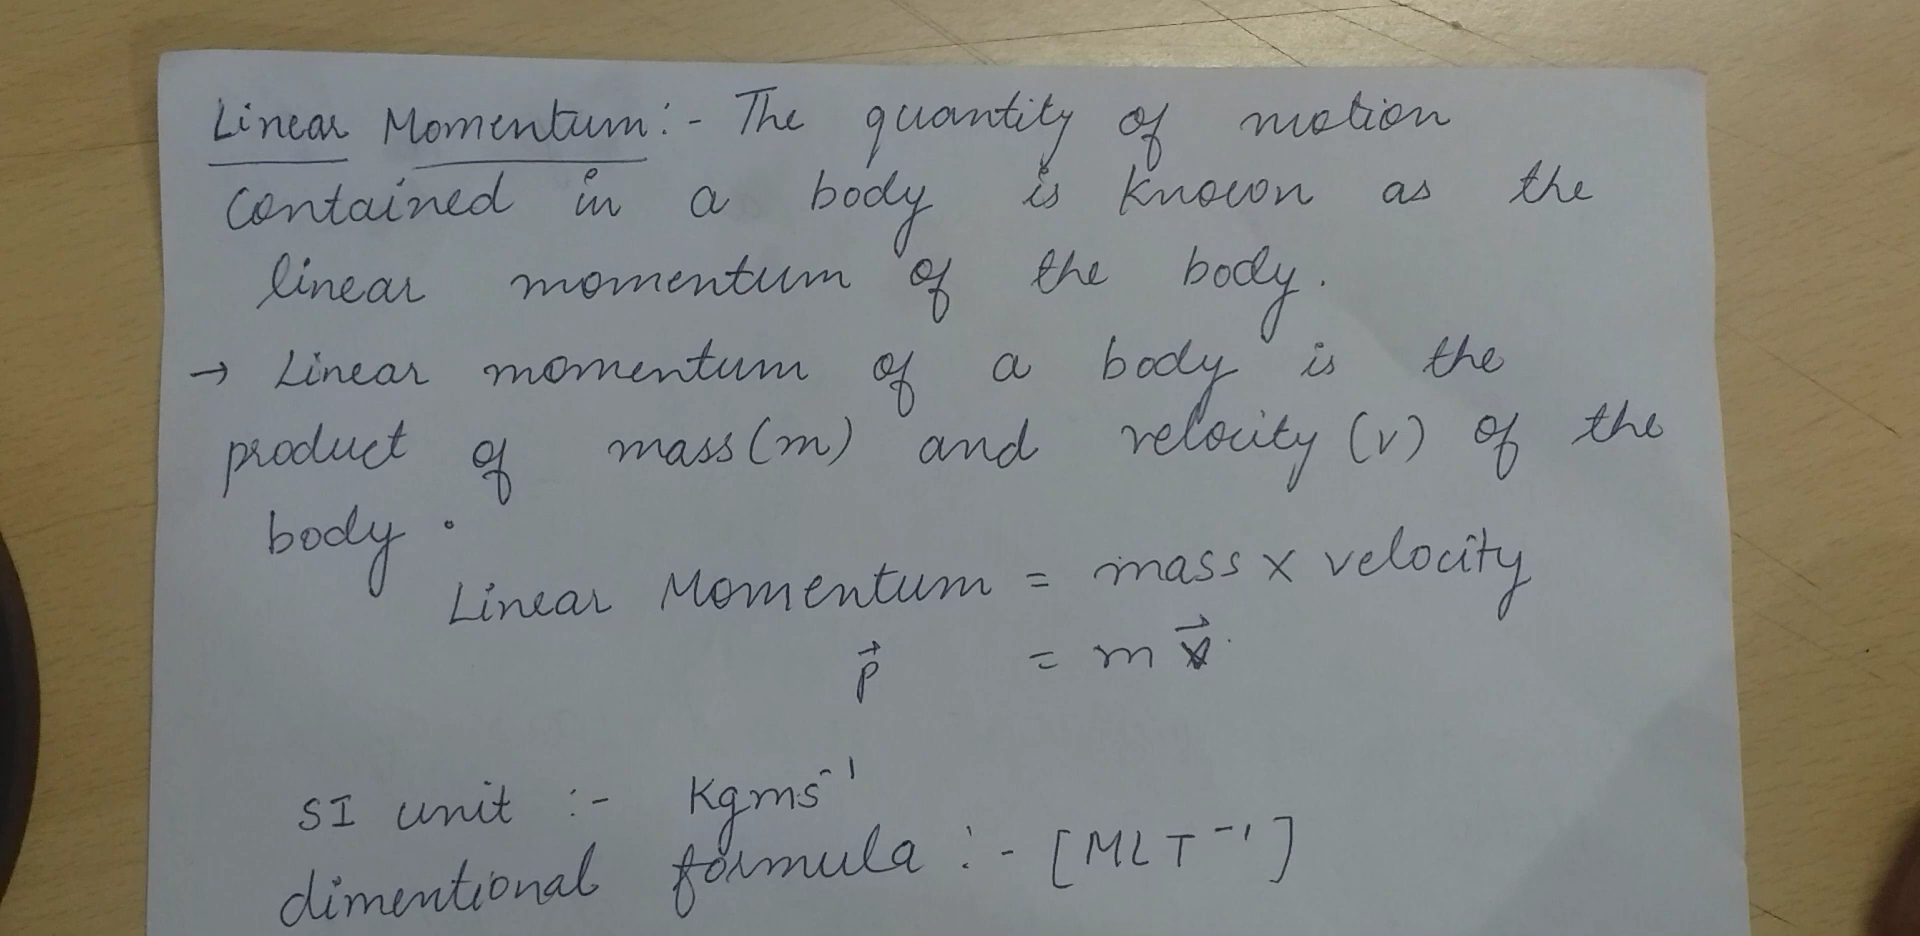 Linear Momentum :- The quantity of motion
contained in a body is known as the
linear momentum of the body.
→ Linear momentum of a body is the
product of mass (m) and velocity (v) of the
body.
Linear Momentum = mass x velocity
p⃗ = m v⃗
SI unit :- Kgms⁻¹
dimentional formula :- [MLT⁻¹]